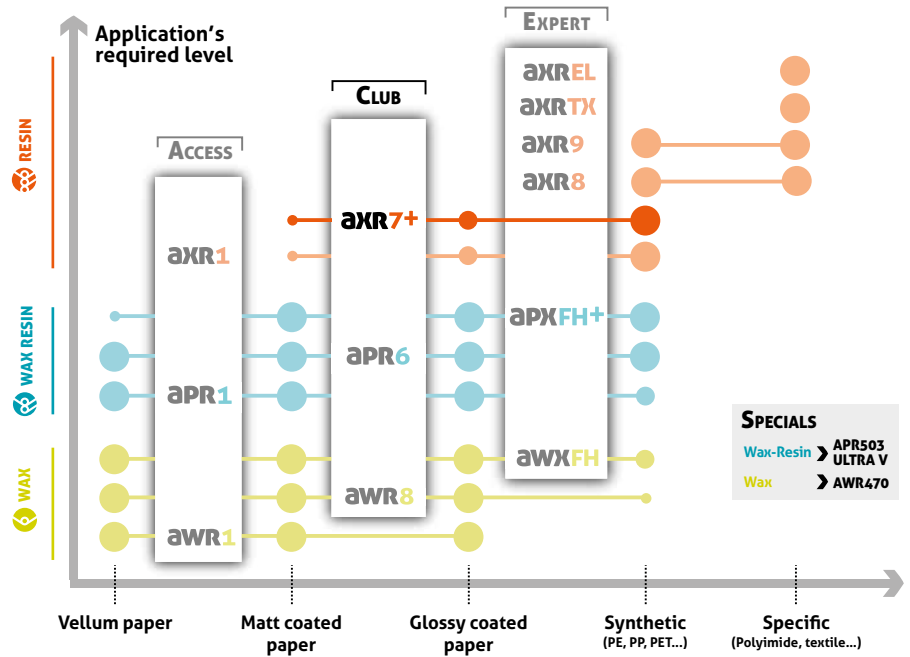 Application's
required level
EXPERT
CLUB
ACCESS
RESIN
WAX RESIN
WAX
aXREL
aXRTX
aXR9
aXR8
aXR7+
aXR1
aPXFH+
aPR6
aPR1
aWXFH
aWR8
aWR1
SPECIALS
Wax-Resin
APR503
ULTRA V
Wax
AWR470
Vellum paper
Matt coated
paper
Glossy coated
paper
Synthetic
(PE, PP, PET...)
Specific
(Polyimide, textile...)